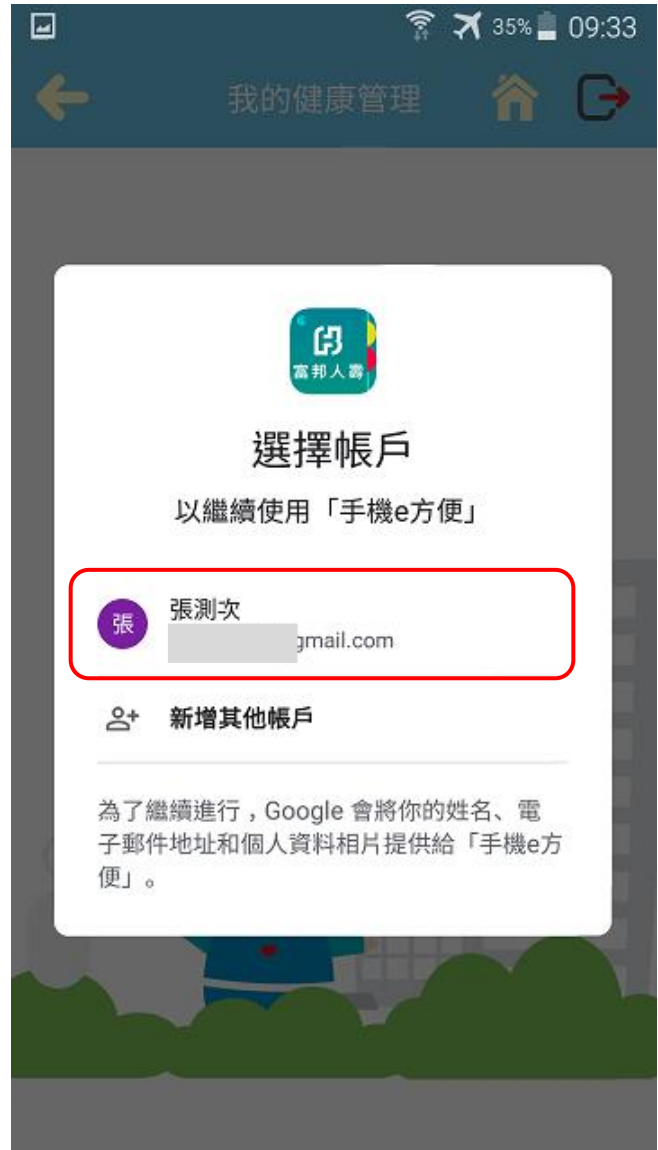 35% 09:33
我的健康管理
富邦人壽
選擇帳戶
以繼續使用「手機e方便」
張
張測次
gmail.com
新增其他帳戶
為了繼續進行，Google 會將你的姓名、電
子郵件地址和個人資料相片提供給「手機e方
便」。